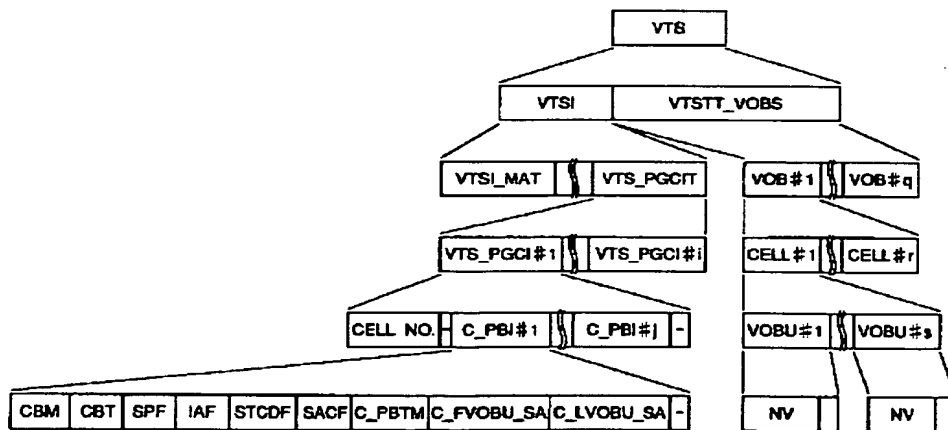 VTS
VTSI VTSTT_VOBS
VTSI_MAT VTS_PGCIT VOB#1 VOB#q
VTS_PGCI#1 VTS_PGCI#i CELL#1 CELL#r
CELL NO. - C_PBI#1 C_PBI#j - VOBU#1 VOBU#s
CBM CBT SPF IAF STCDF SACF C_PBTM C_FVOBU_SA C_LVOBU_SA - NV NV